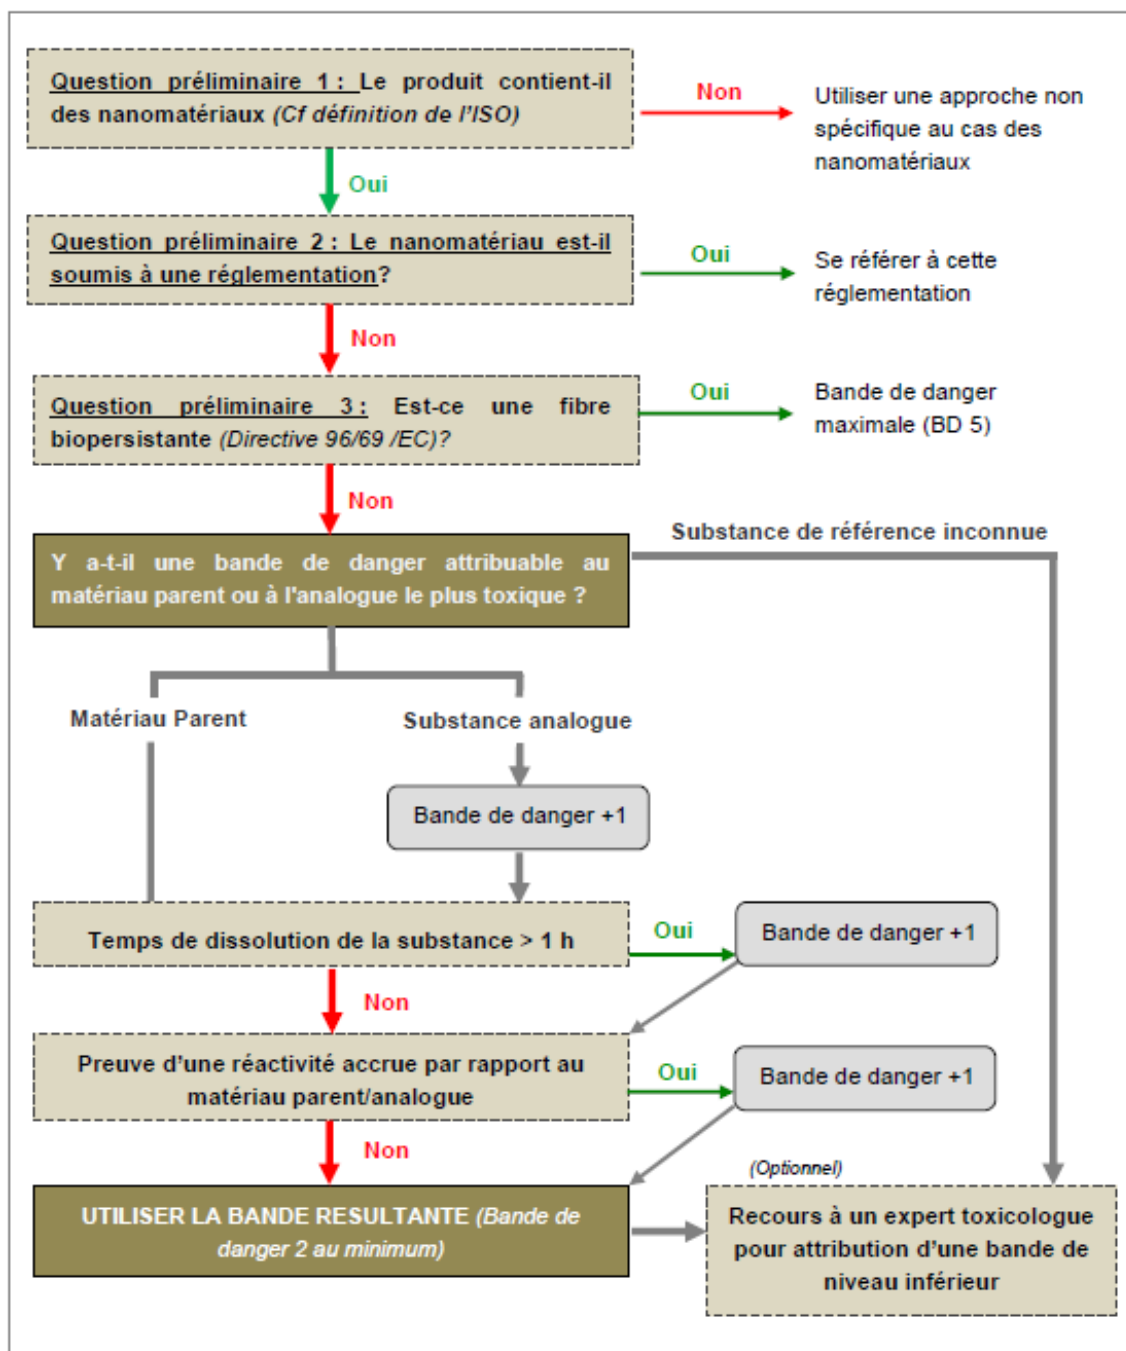 Question préliminaire 1 : Le produit contient-il
des nanomatériaux (Cf définition de l'ISO)
Non
Utiliser une approche non
spécifique au cas des
nanomatériaux
Oui
Question préliminaire 2 : Le nanomatériau est-il
soumis à une réglementation?
Oui
Se référer à cette
réglementation
Non
Question préliminaire 3 : Est-ce une fibre
biopersistante (Directive 96/69 /EC)?
Oui
Bande de danger
maximale (BD 5)
Non
Substance de référence inconnue
Y a-t-il une bande de danger attribuable au
matériau parent ou à l'analogue le plus toxique ?
Matériau Parent
Substance analogue
Bande de danger +1
Temps de dissolution de la substance > 1 h
Oui
Bande de danger +1
Non
Preuve d'une réactivité accrue par rapport au
matériau parent/analogue
Oui
Bande de danger +1
Non
(Optionnel)
UTILISER LA BANDE RESULTANTE (Bande de
danger 2 au minimum)
Recours à un expert toxicologue
pour attribution d'une bande de
niveau inférieur